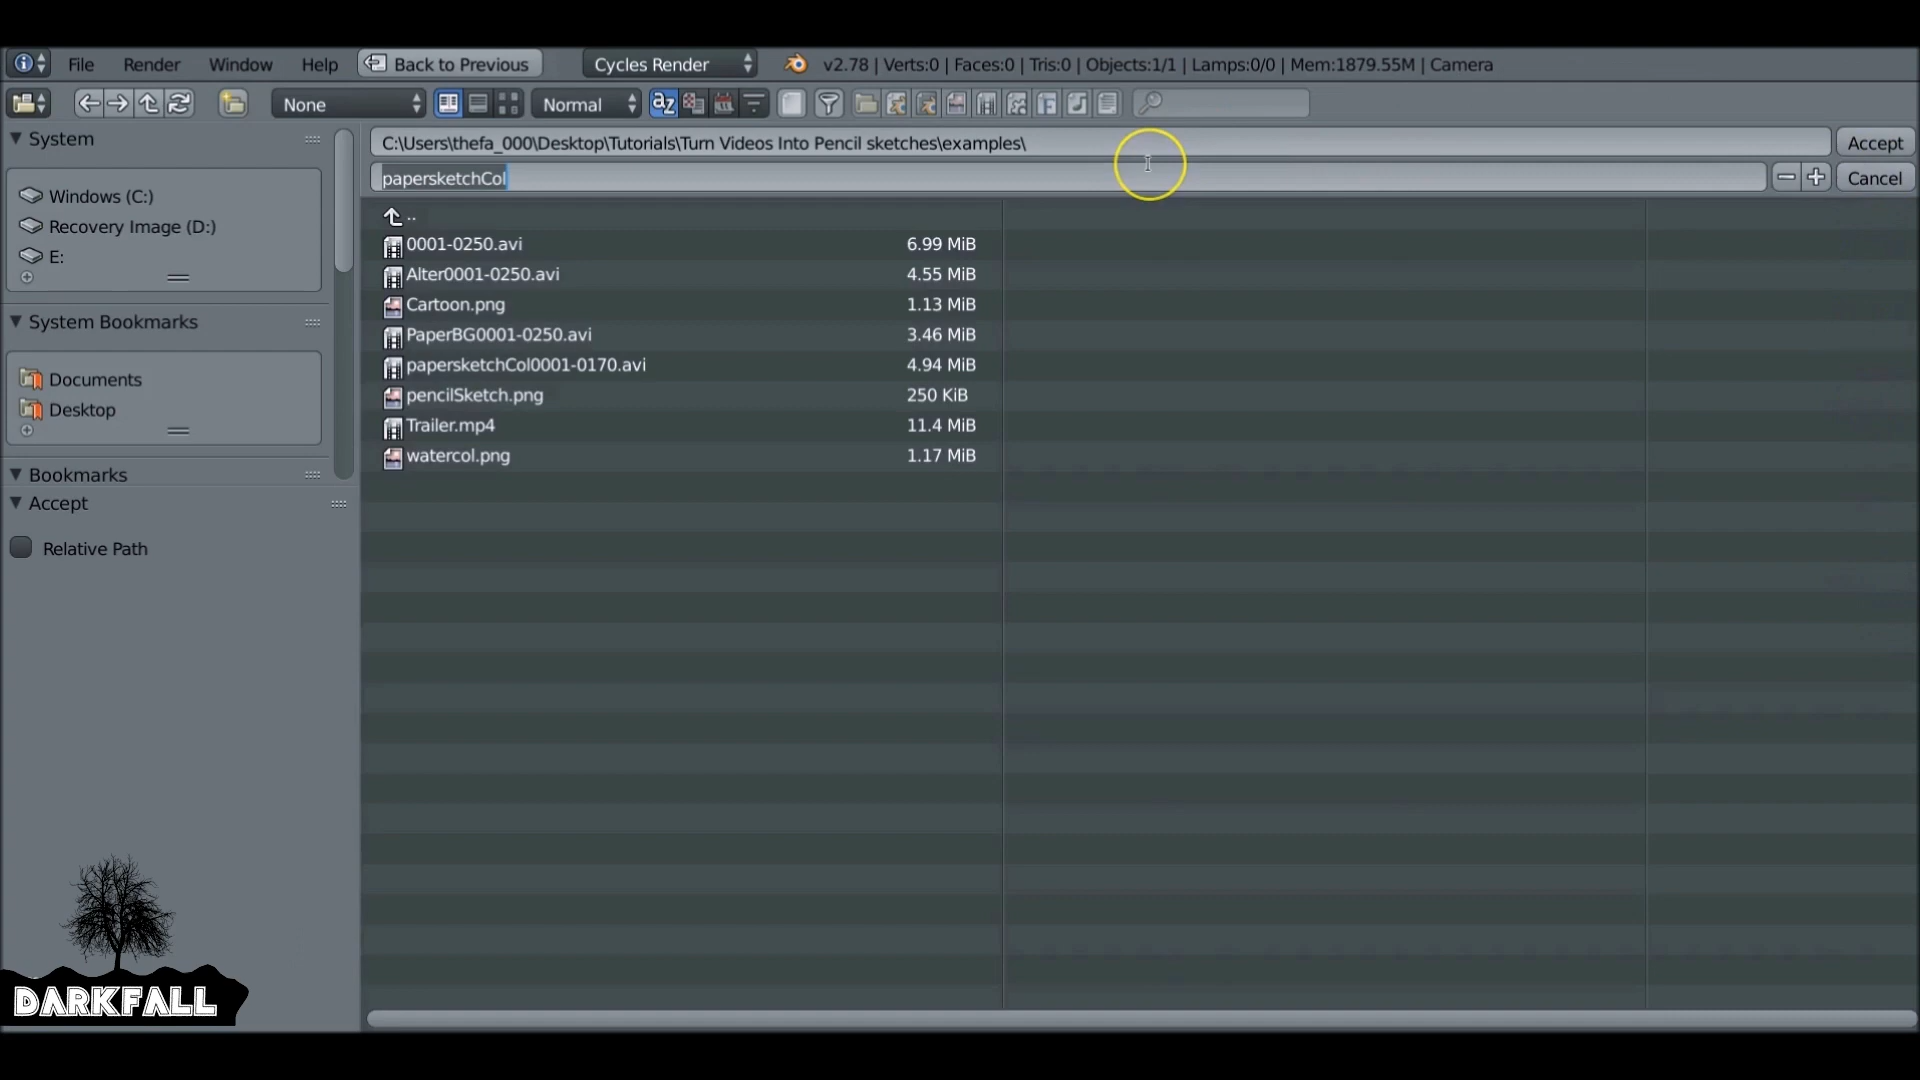 File Render Window Help Back to Previous Cycles Render v2.78 | Verts:0 | Faces:0 | Tris:0 | Objects:1/1 | Lamps:0/0 | Mem:1879.55M | Camera
None Normal
System
C:\Users\thefa_000\Desktop\Tutorials\Turn Videos Into Pencil sketches\examples\ Accept
papersketchCol Cancel
Windows (C:)
Recovery Image (D:)
E:
System Bookmarks
Documents
Desktop
Bookmarks
Accept
Relative Path
..
0001-0250.avi 6.99 MiB
Alter0001-0250.avi 4.55 MiB
Cartoon.png 1.13 MiB
PaperBG0001-0250.avi 3.46 MiB
papersketchCol0001-0170.avi 4.94 MiB
pencilSketch.png 250 KiB
Trailer.mp4 11.4 MiB
watercol.png 1.17 MiB
DARKFALL